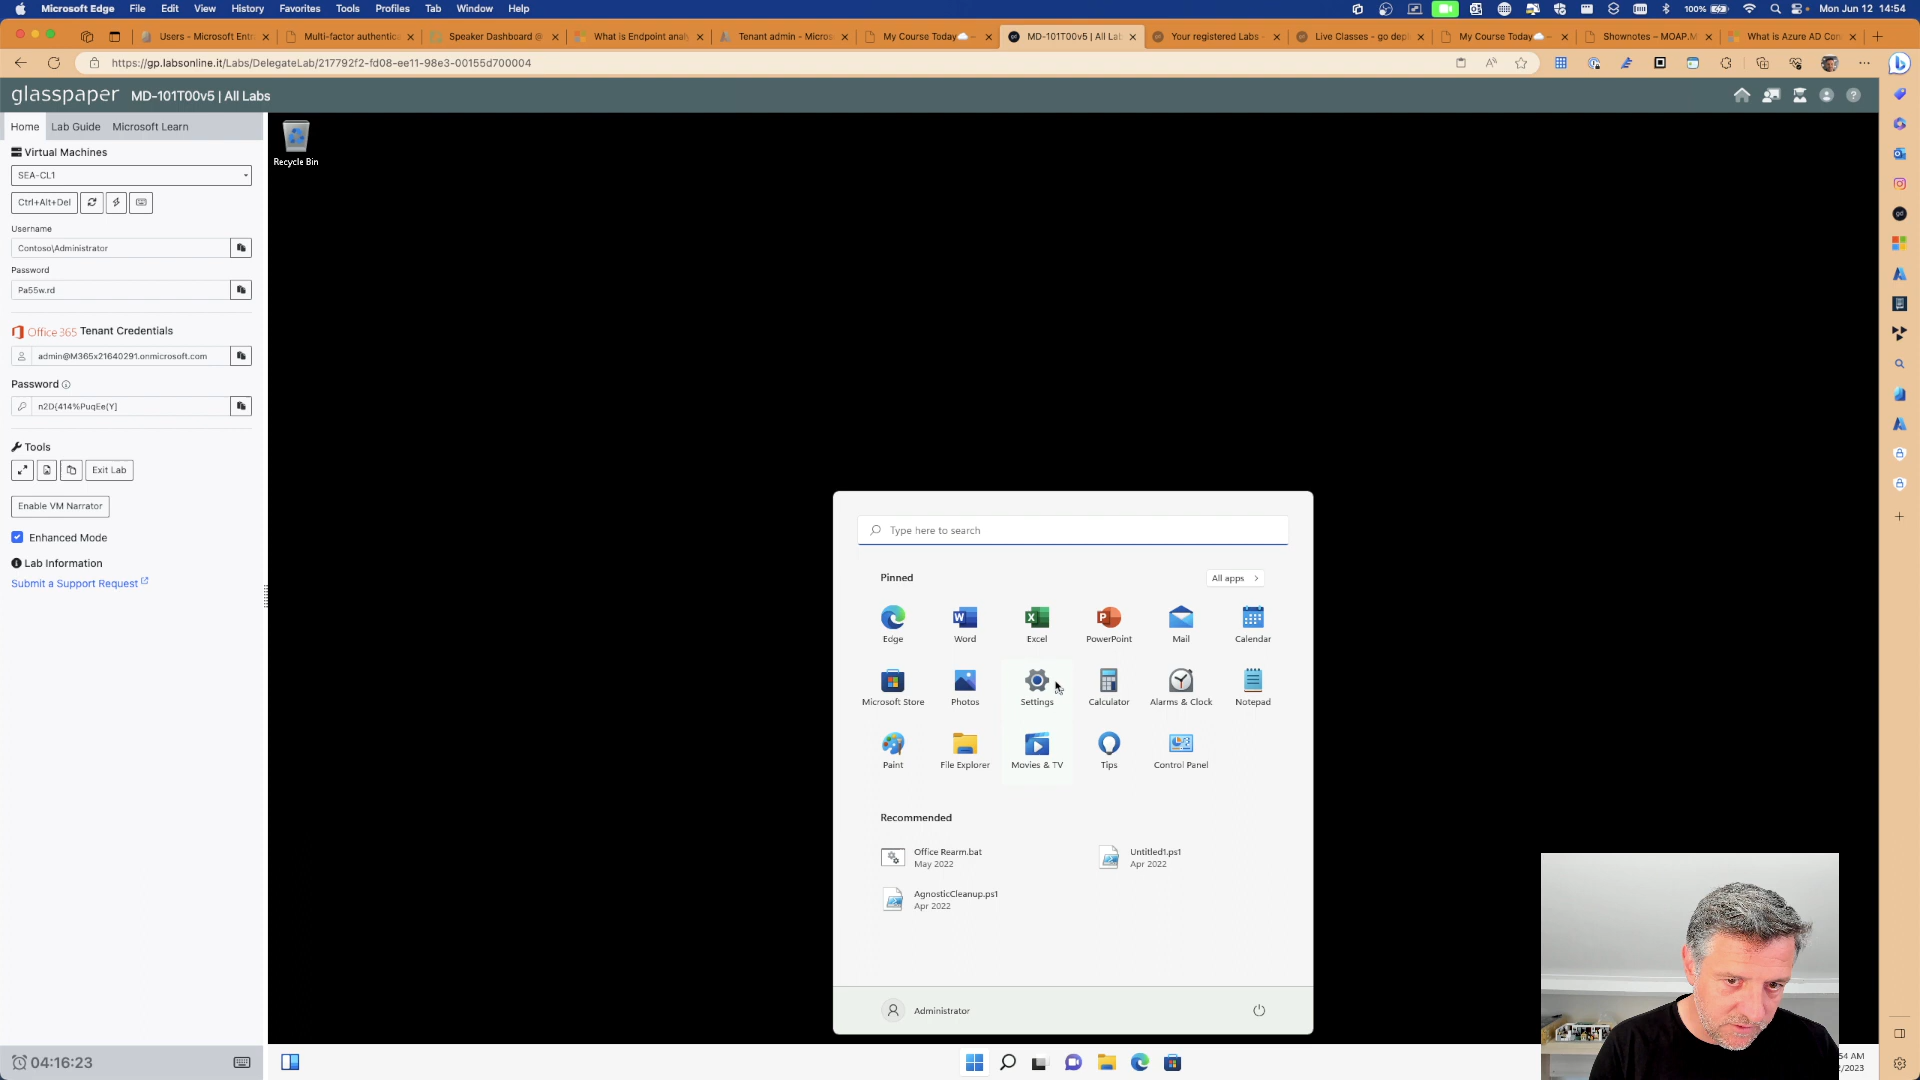 Microsoft Edge File Edit View History Favorites Tools Profiles Tab Window Help
100% Mon Jun 12 14:54
Users - Microsoft Ent
Multi-factor authentic
Speaker Dashboard @
What is Endpoint anal
Tenant admin - Micros
My Course Today
MD-101T00v5 | All Lab
Your registered Labs -
Live Classes - go depl
My Course Today
Shownotes – MOAP.M
What is Azure AD Con
https://gp.labsonline.it/Labs/DelegateLab/217792f2-fd08-ee11-98e3-00155d700004
glasspaper MD-101T00v5 | All Labs
Home Lab Guide Microsoft Learn
Virtual Machines
SEA-CL1
Ctrl+Alt+Del
Username
Contoso\Administrator
Password
Pa55w.rd
Office 365 Tenant Credentials
admin@M365x21640291.onmicrosoft.com
Password
n2D{414%PuqEe(Y]
Tools
Exit Lab
Enable VM Narrator
Enhanced Mode
Lab Information
Submit a Support Request
04:16:23
Recycle Bin
Type here to search
Pinned
All apps
Edge Word Excel PowerPoint Mail Calendar
Microsoft Store Photos Settings Calculator Alarms & Clock Notepad
Paint File Explorer Movies & TV Tips Control Panel
Recommended
Office Rearm.bat
May 2022
Untitled1.ps1
Apr 2022
AgnosticCleanup.ps1
Apr 2022
Administrator
54 AM
/2023